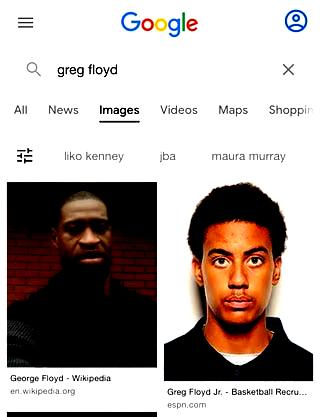 Google
greg floyd
All News Images Videos Maps Shoppin
liko kenney jba maura murray
George Floyd - Wikipedia
en.wikipedia.org
Greg Floyd Jr. - Basketball Recru...
espn.com